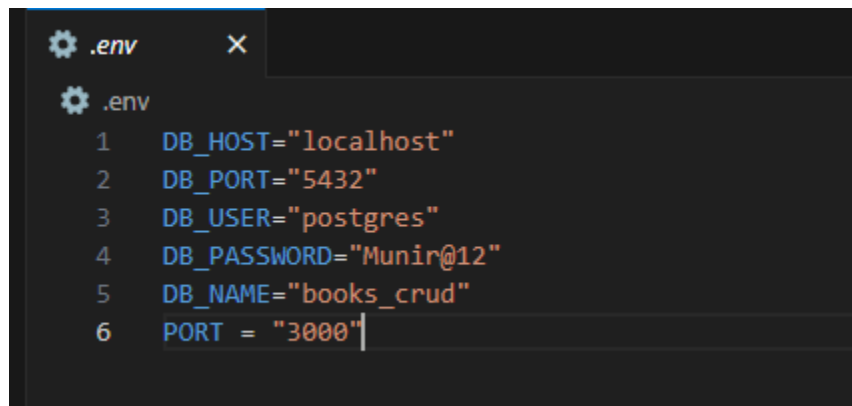 .env ×
.env
1 DB_HOST="localhost"
2 DB_PORT="5432"
3 DB_USER="postgres"
4 DB_PASSWORD="Munir@12"
5 DB_NAME="books_crud"
6 PORT = "3000"